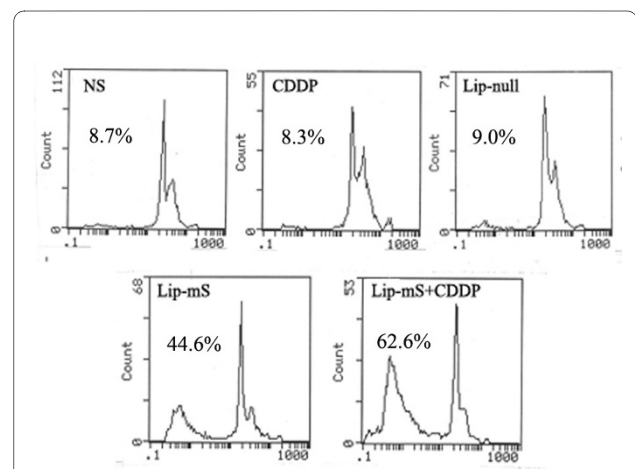 112
NS
8.7%
Count
0
.1
1000
55
CDDP
8.3%
Count
0
.1
1000
71
Lip-null
9.0%
Count
0
.1
1000
68
Lip-mS
44.6%
Count
0
.1
1000
53
Lip-mS+CDDP
62.6%
Count
0
.1
1000